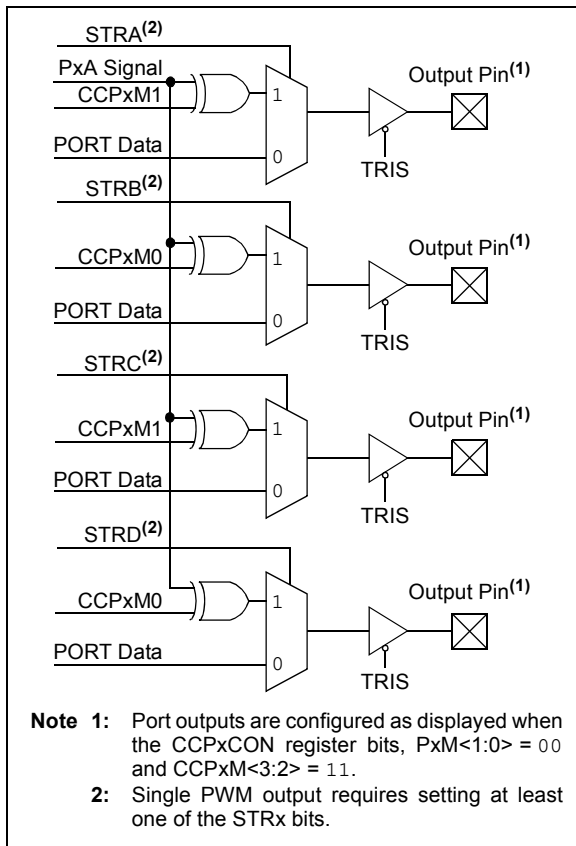 STRA(2)
PxA Signal
CCPxM1
1
PORT Data
0
TRIS
Output Pin(1)
STRB(2)
CCPxM0
1
PORT Data
0
TRIS
Output Pin(1)
STRC(2)
CCPxM1
1
PORT Data
0
TRIS
Output Pin(1)
STRD(2)
CCPxM0
1
PORT Data
0
TRIS
Output Pin(1)
Note 1: Port outputs are configured as displayed when
the CCPxCON register bits, PxM<1:0> = 00
and CCPxM<3:2> = 11.
2: Single PWM output requires setting at least
one of the STRx bits.